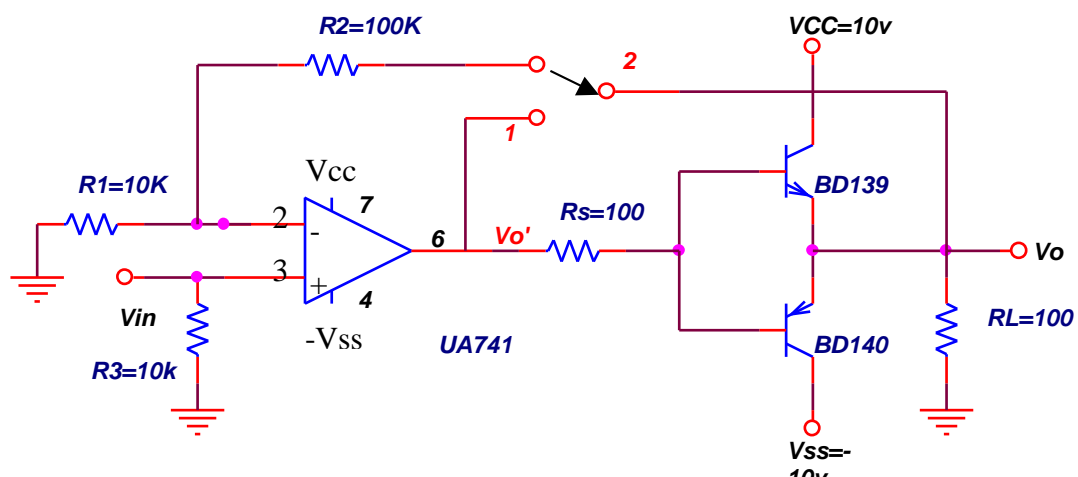 R2=100K
VCC=10v
2
1
R1=10K
Vcc
7
BD139
2
-
Rs=100
6
Vo'
Vo
3
+
4
Vin
-Vss
UA741
BD140
RL=100
R3=10k
Vss=-
10v